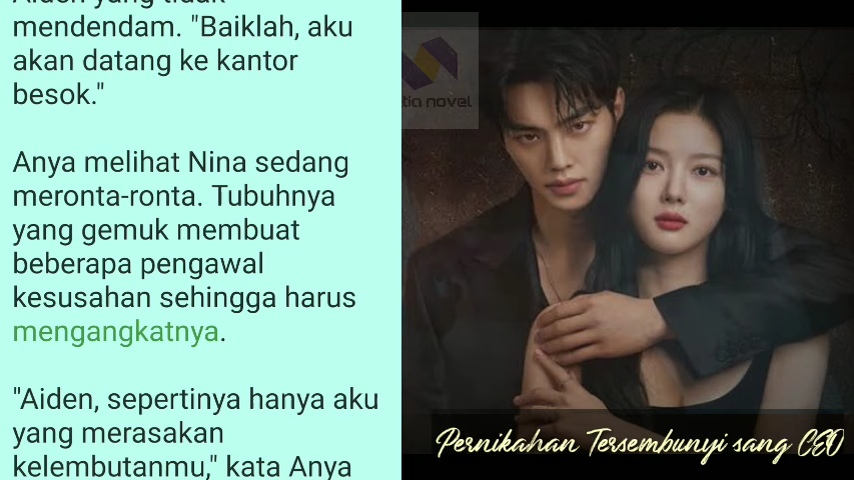 mendendam. "Baiklah, aku
akan datang ke kantor
besok."
Anya melihat Nina sedang
meronta-ronta. Tubuhnya
yang gemuk membuat
beberapa pengawal
kesusahan sehingga harus
mengangkatnya.
"Aiden, sepertinya hanya aku
yang merasakan
kelembutanmu," kata Anya
novel
Pernikahan Tersembunyi sang CEO